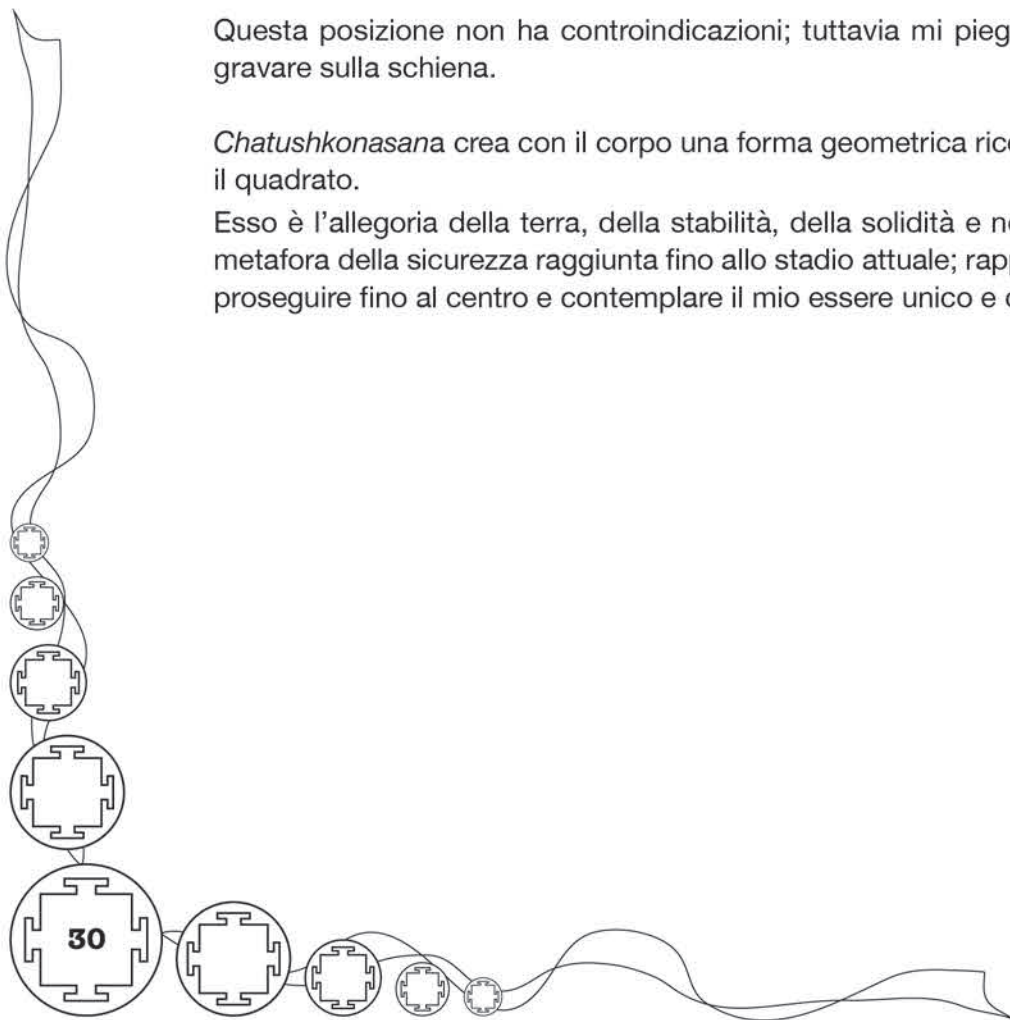 Questa posizione non ha controindicazioni; tuttavia mi pieg
gravare sulla schiena.
Chatushkonasana crea con il corpo una forma geometrica
il quadrato.
Esso è l'allegoria della terra, della stabilità, della solidità e
metafora della sicurezza raggiunta fino allo stadio attuale; rapp
proseguire fino al centro e contemplare il mio essere unico e
30